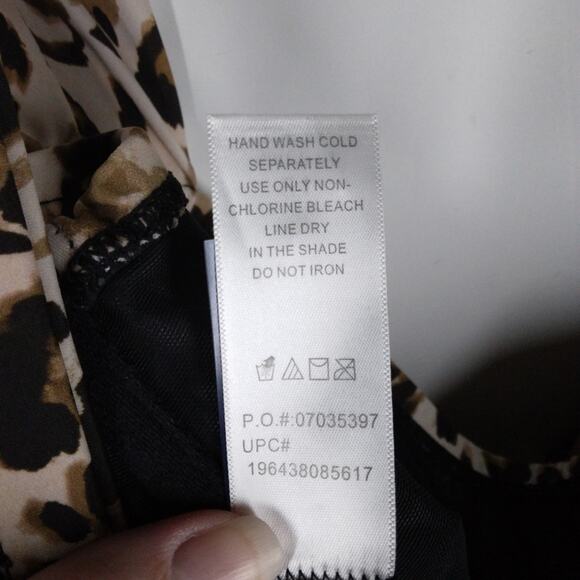 HAND WASH COLD
SEPARATELY
USE ONLY NON-
CHLORINE BLEACH
LINE DRY
IN THE SHADE
DO NOT IRON
P.O.#:07035397
UPC#
196438085617